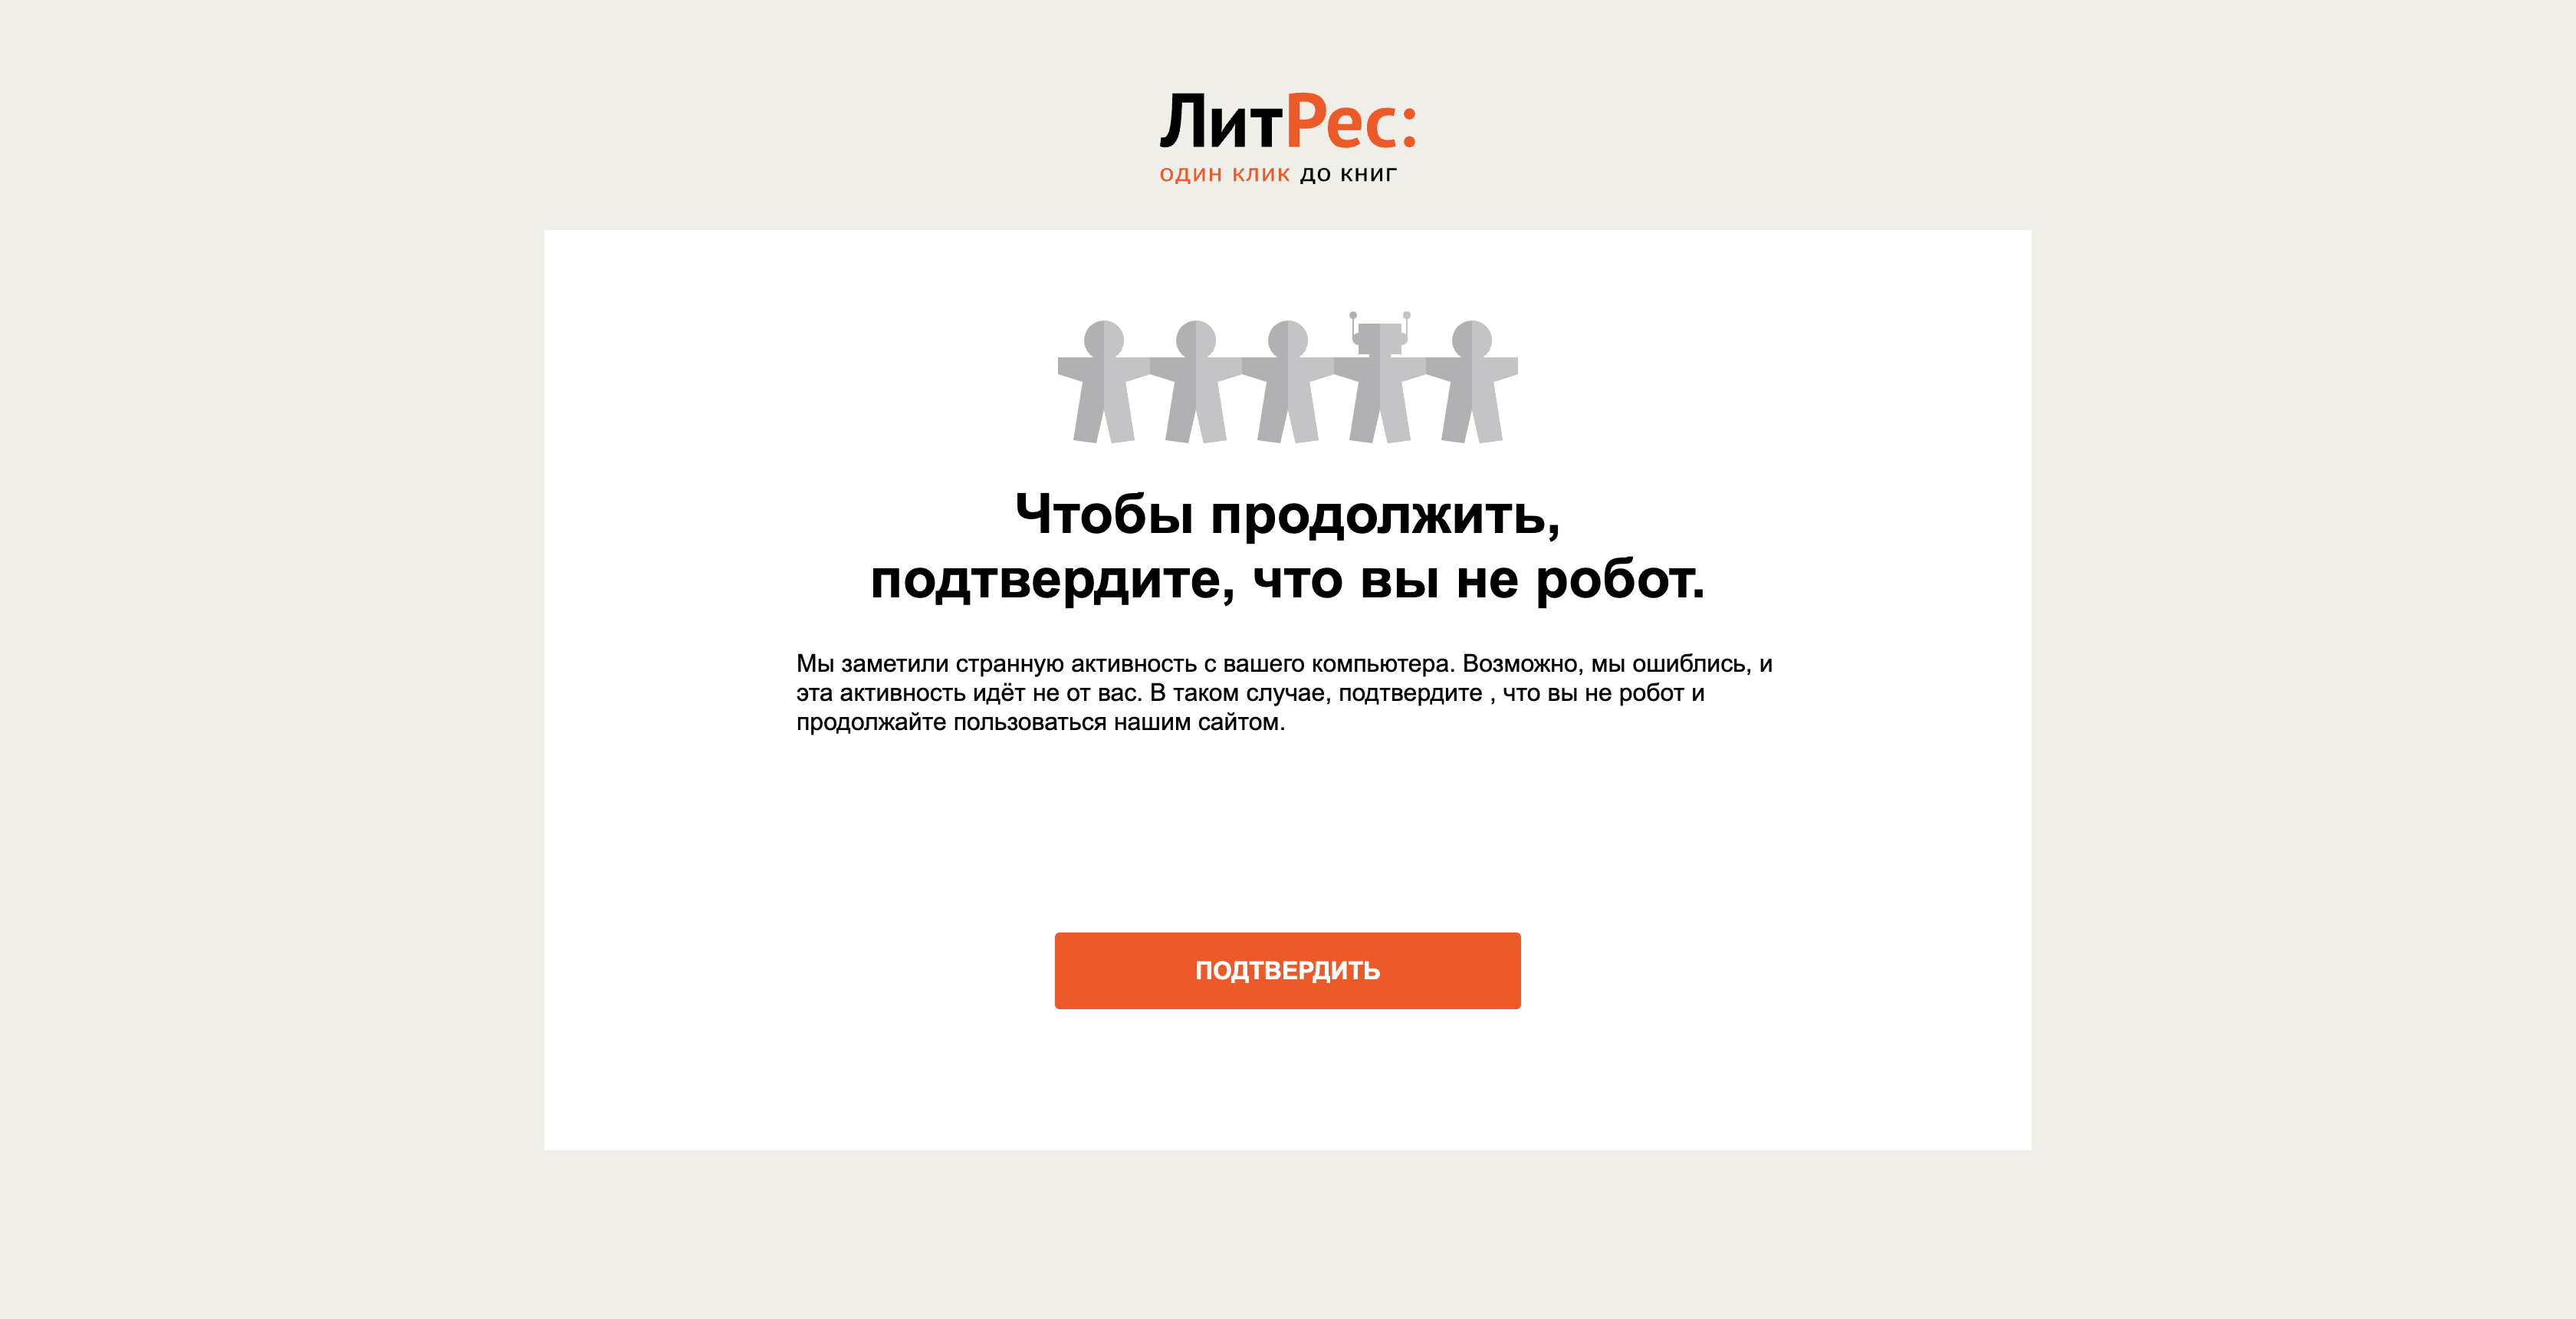 ЛитРес:
один клик до книг
Чтобы продолжить,
подтвердите, что вы не робот.
Мы заметили странную активность с вашего компьютера. Возможно, мы ошиблись, и
эта активность идёт не от вас. В таком случае, подтвердите , что вы не робот и
продолжайте пользоваться нашим сайтом.
ПОДТВЕРДИТЬ